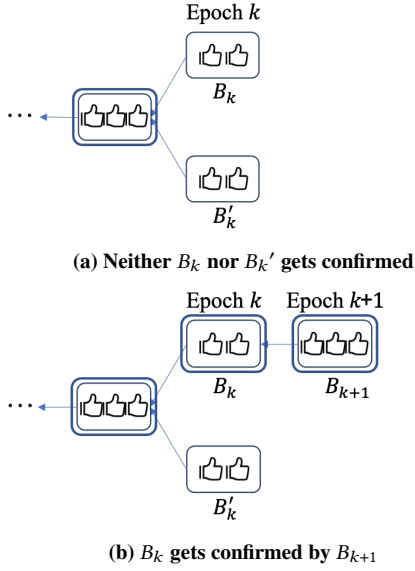 Epoch k
...
B_k
B'_k
(a) Neither B_k nor B_k' gets confirmed
Epoch k Epoch k+1
B_k B_{k+1}
...
B'_k
(b) B_k gets confirmed by B_{k+1}